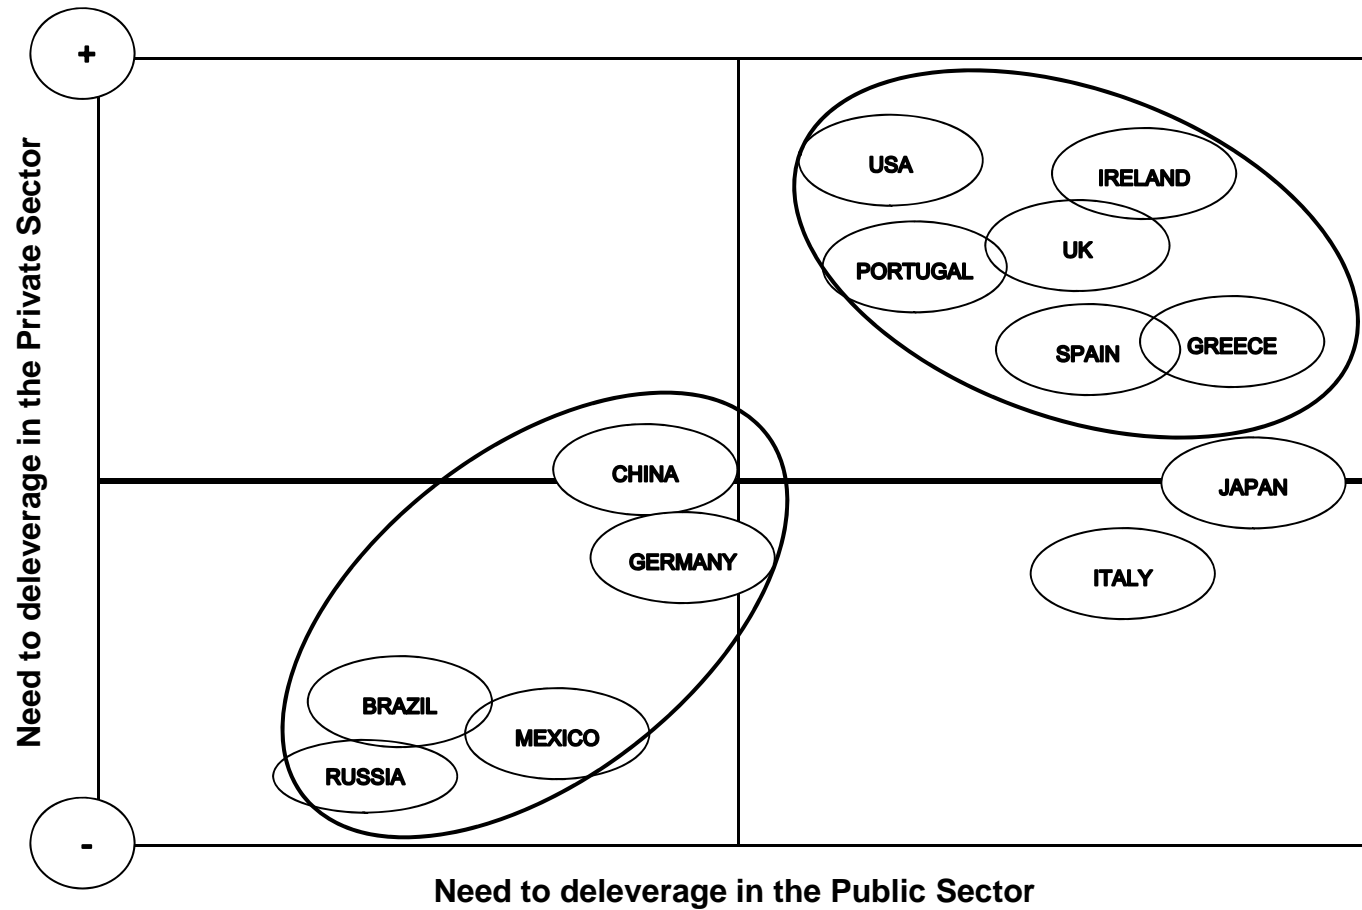 +
Need to deleverage in the Private Sector
USA
IRELAND
UK
PORTUGAL
SPAIN
GREECE
CHINA
JAPAN
GERMANY
ITALY
BRAZIL
MEXICO
RUSSIA
-
Need to deleverage in the Public Sector